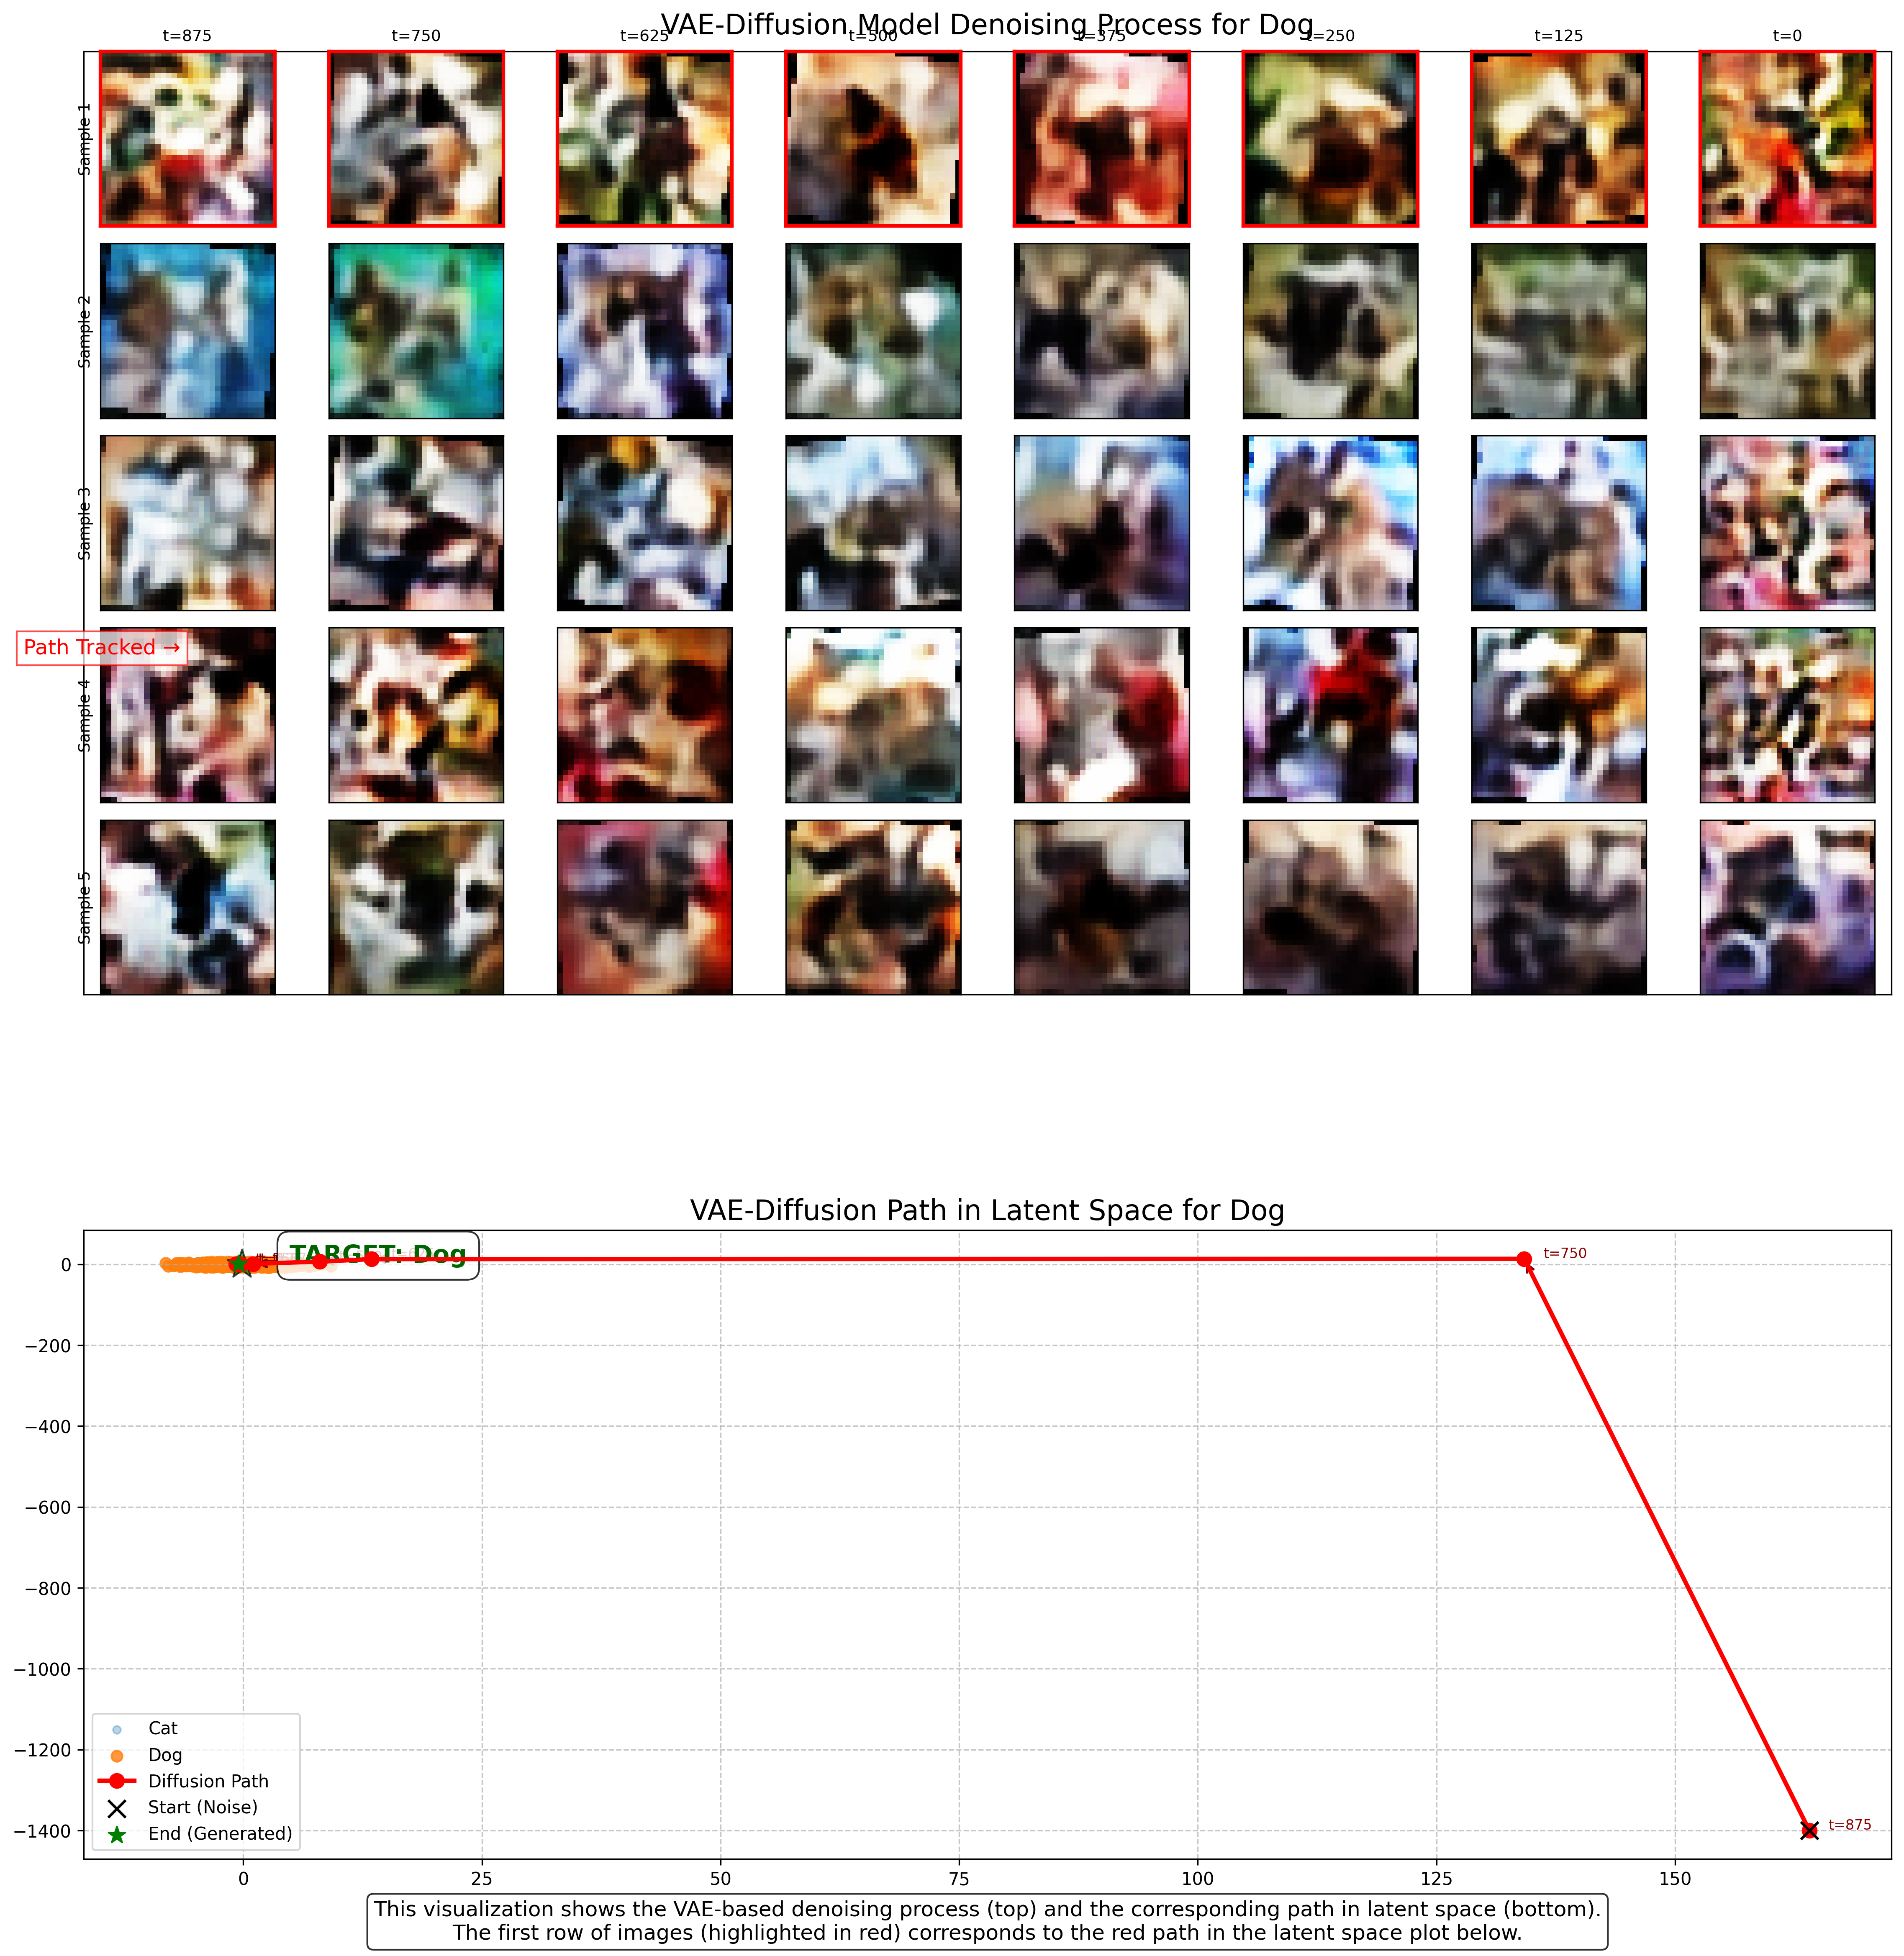 VAE-Diffusion Model Denoising Process for Dog
t=875
t=750
t=625
t=500
t=375
t=250
t=125
t=0
Sample 1
Sample 2
Sample 3
Path Tracked →
Sample 4
Sample 5
VAE-Diffusion Path in Latent Space for Dog
TARGET: Dog
t=750
t=875
0
−200
−400
−600
−800
−1000
−1200
−1400
Cat
Dog
Diffusion Path
Start (Noise)
End (Generated)
0
25
50
75
100
125
150
This visualization shows the VAE-based denoising process (top) and the corresponding path in latent space (bottom).
The first row of images (highlighted in red) corresponds to the red path in the latent space plot below.